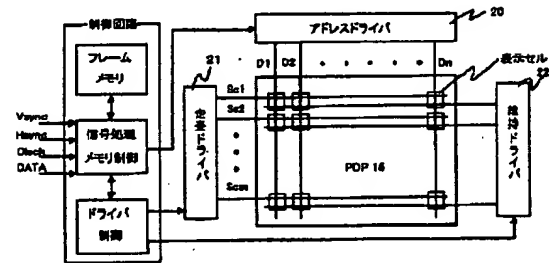 制御回路
フレーム
メモリ
Vsync
Hsync
Clock
DATA
信号処理
メモリ制御
ドライバ
制御
アドレスドライバ
20
21
走査ドライバ
D1
D2
Dn
Sc1
Sc2
Scm
表示セル
22
維持ドライバ
PDP 15